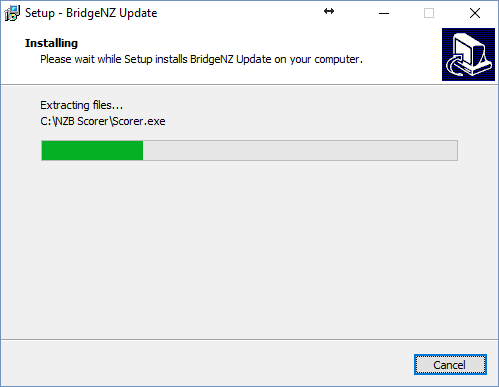 Setup - BridgeNZ Update
Installing
Please wait while Setup installs BridgeNZ Update on your computer.
Extracting files...
C:\NZB Scorer\Scorer.exe
Cancel